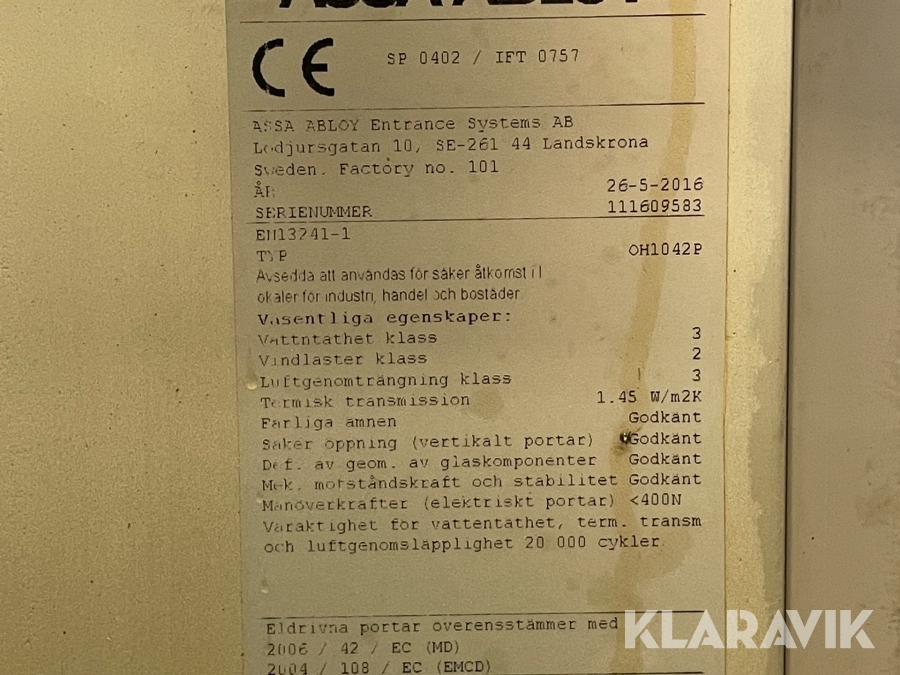 ASSA ABLOY
CE SP 0402 / IFT 0757
ASSA ABLOY Entrance Systems AB
Lodjursgatan 10, SE-261 44 Landskrona
Sweden. Factory no. 101
ÅR 26-5-2016
SERIENUMMER 111609583
EN13241-1
TYP OH1042P
Avsedda att användas för säker åtkomst i l
okaler för industri, handel och bostäder
Väsentliga egenskaper:
Vattntäthet klass 3
Vindlaster klass 2
Luftgenomträngning klass 3
Termisk transmission 1.45 W/m2K
Farliga ämnen Godkänt
Säker öppning (vertikalt portar) Godkänt
Def. av geom. av glaskomponenter Godkänt
Mek. motståndskraft och stabilitet Godkänt
Manöverkrafter (elektriskt portar) <400N
Varaktighet för vattentäthet, term. transm
och luftgenomsläpplighet 20 000 cykler.
Eldrivna portar överensstämmer med
2006 / 42 / EC (MD)
2004 / 108 / EC (EMCD)
KLARAVIK